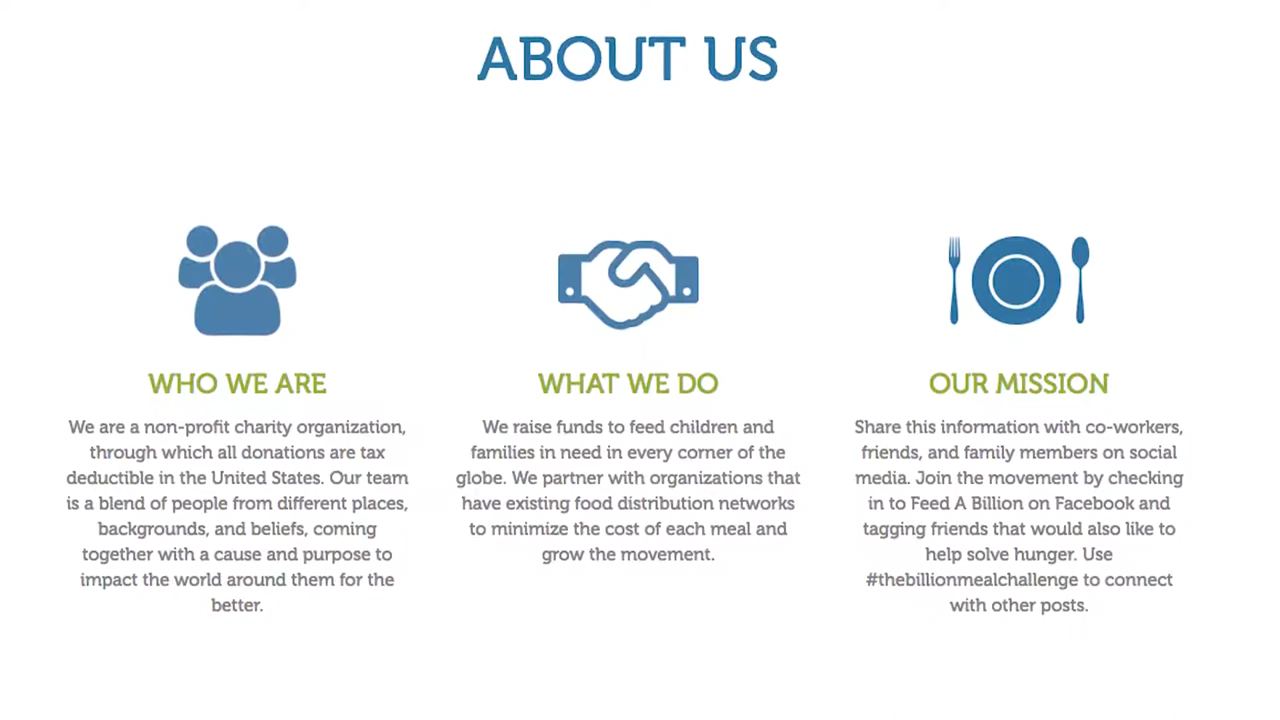 ABOUT US
WHO WE ARE
We are a non-profit charity organization,
through which all donations are tax
deductible in the United States. Our team
is a blend of people from different places,
backgrounds, and beliefs, coming
together with a cause and purpose to
impact the world around them for the
better.
WHAT WE DO
We raise funds to feed children and
families in need in every corner of the
globe. We partner with organizations that
have existing food distribution networks
to minimize the cost of each meal and
grow the movement.
OUR MISSION
Share this information with co-workers,
friends, and family members on social
media. Join the movement by checking
in to Feed A Billion on Facebook and
tagging friends that would also like to
help solve hunger. Use
#thebillionmealchallenge to connect
with other posts.